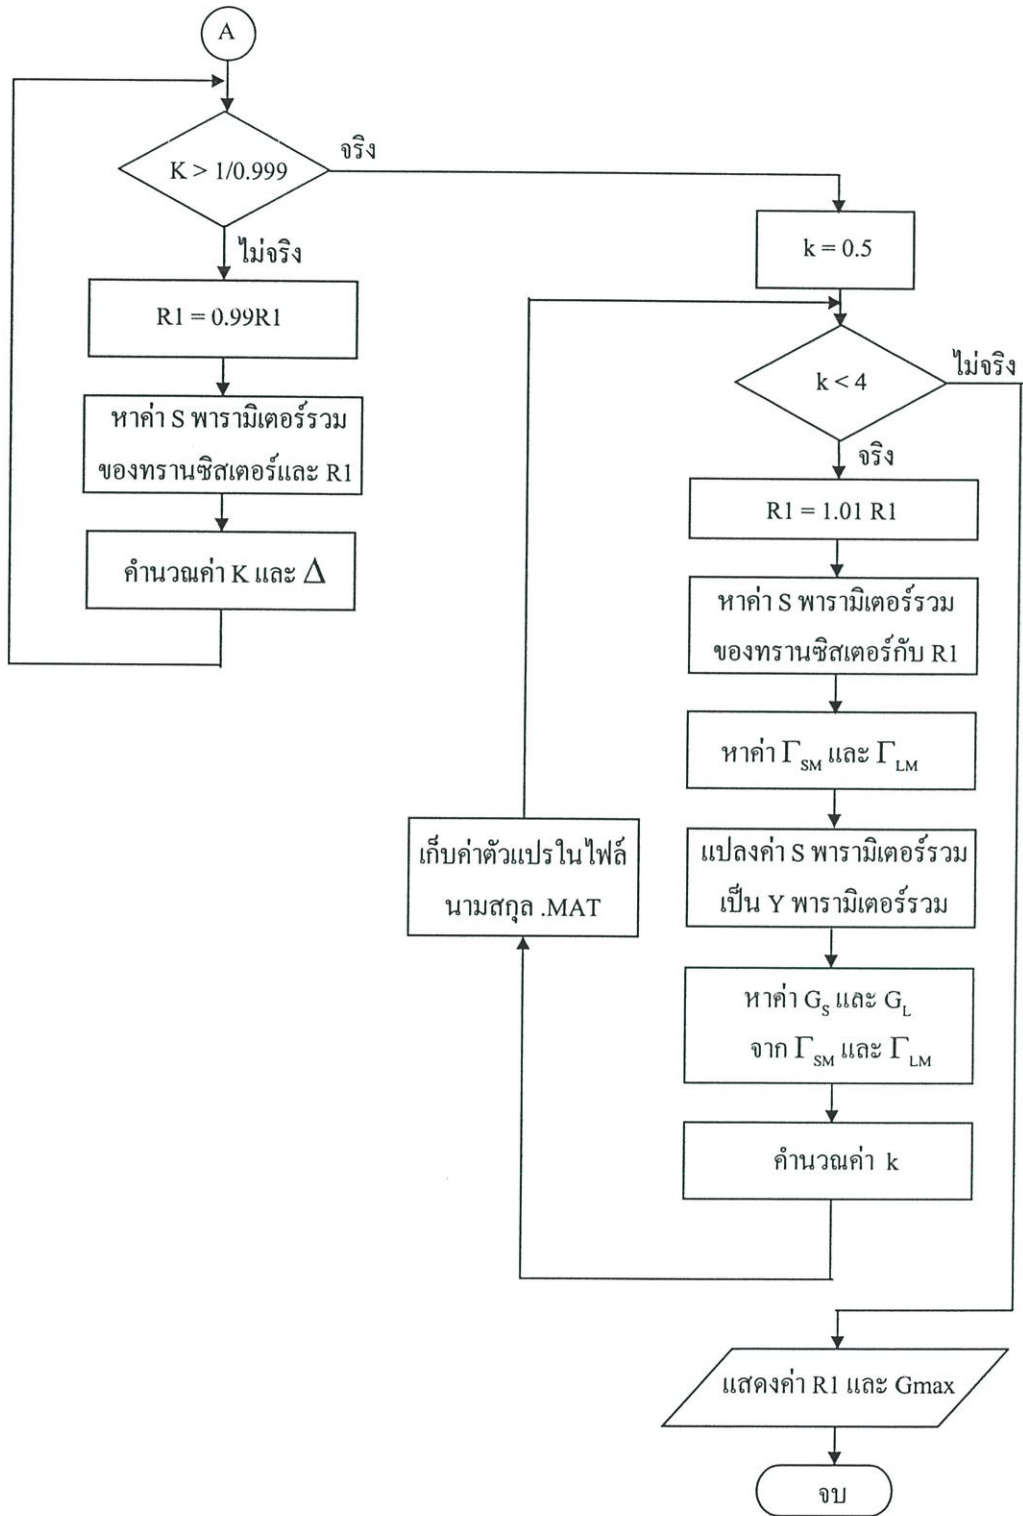 A
K > 1/0.999
จริง
ไม่จริง
R1 = 0.99R1
หาค่า S พารามิเตอร์รวม
ของทรานซิสเตอร์และ R1
คำนวณค่า K และ Δ
k = 0.5
k < 4
ไม่จริง
จริง
R1 = 1.01 R1
หาค่า S พารามิเตอร์รวม
ของทรานซิสเตอร์กับ R1
หาค่า Γ_SM และ Γ_LM
แปลงค่า S พารามิเตอร์รวม
เป็น Y พารามิเตอร์รวม
หาค่า G_S และ G_L
จาก Γ_SM และ Γ_LM
คำนวณค่า k
เก็บค่าตัวแปรในไฟล์
นามสกุล .MAT
แสดงค่า R1 และ Gmax
จบ